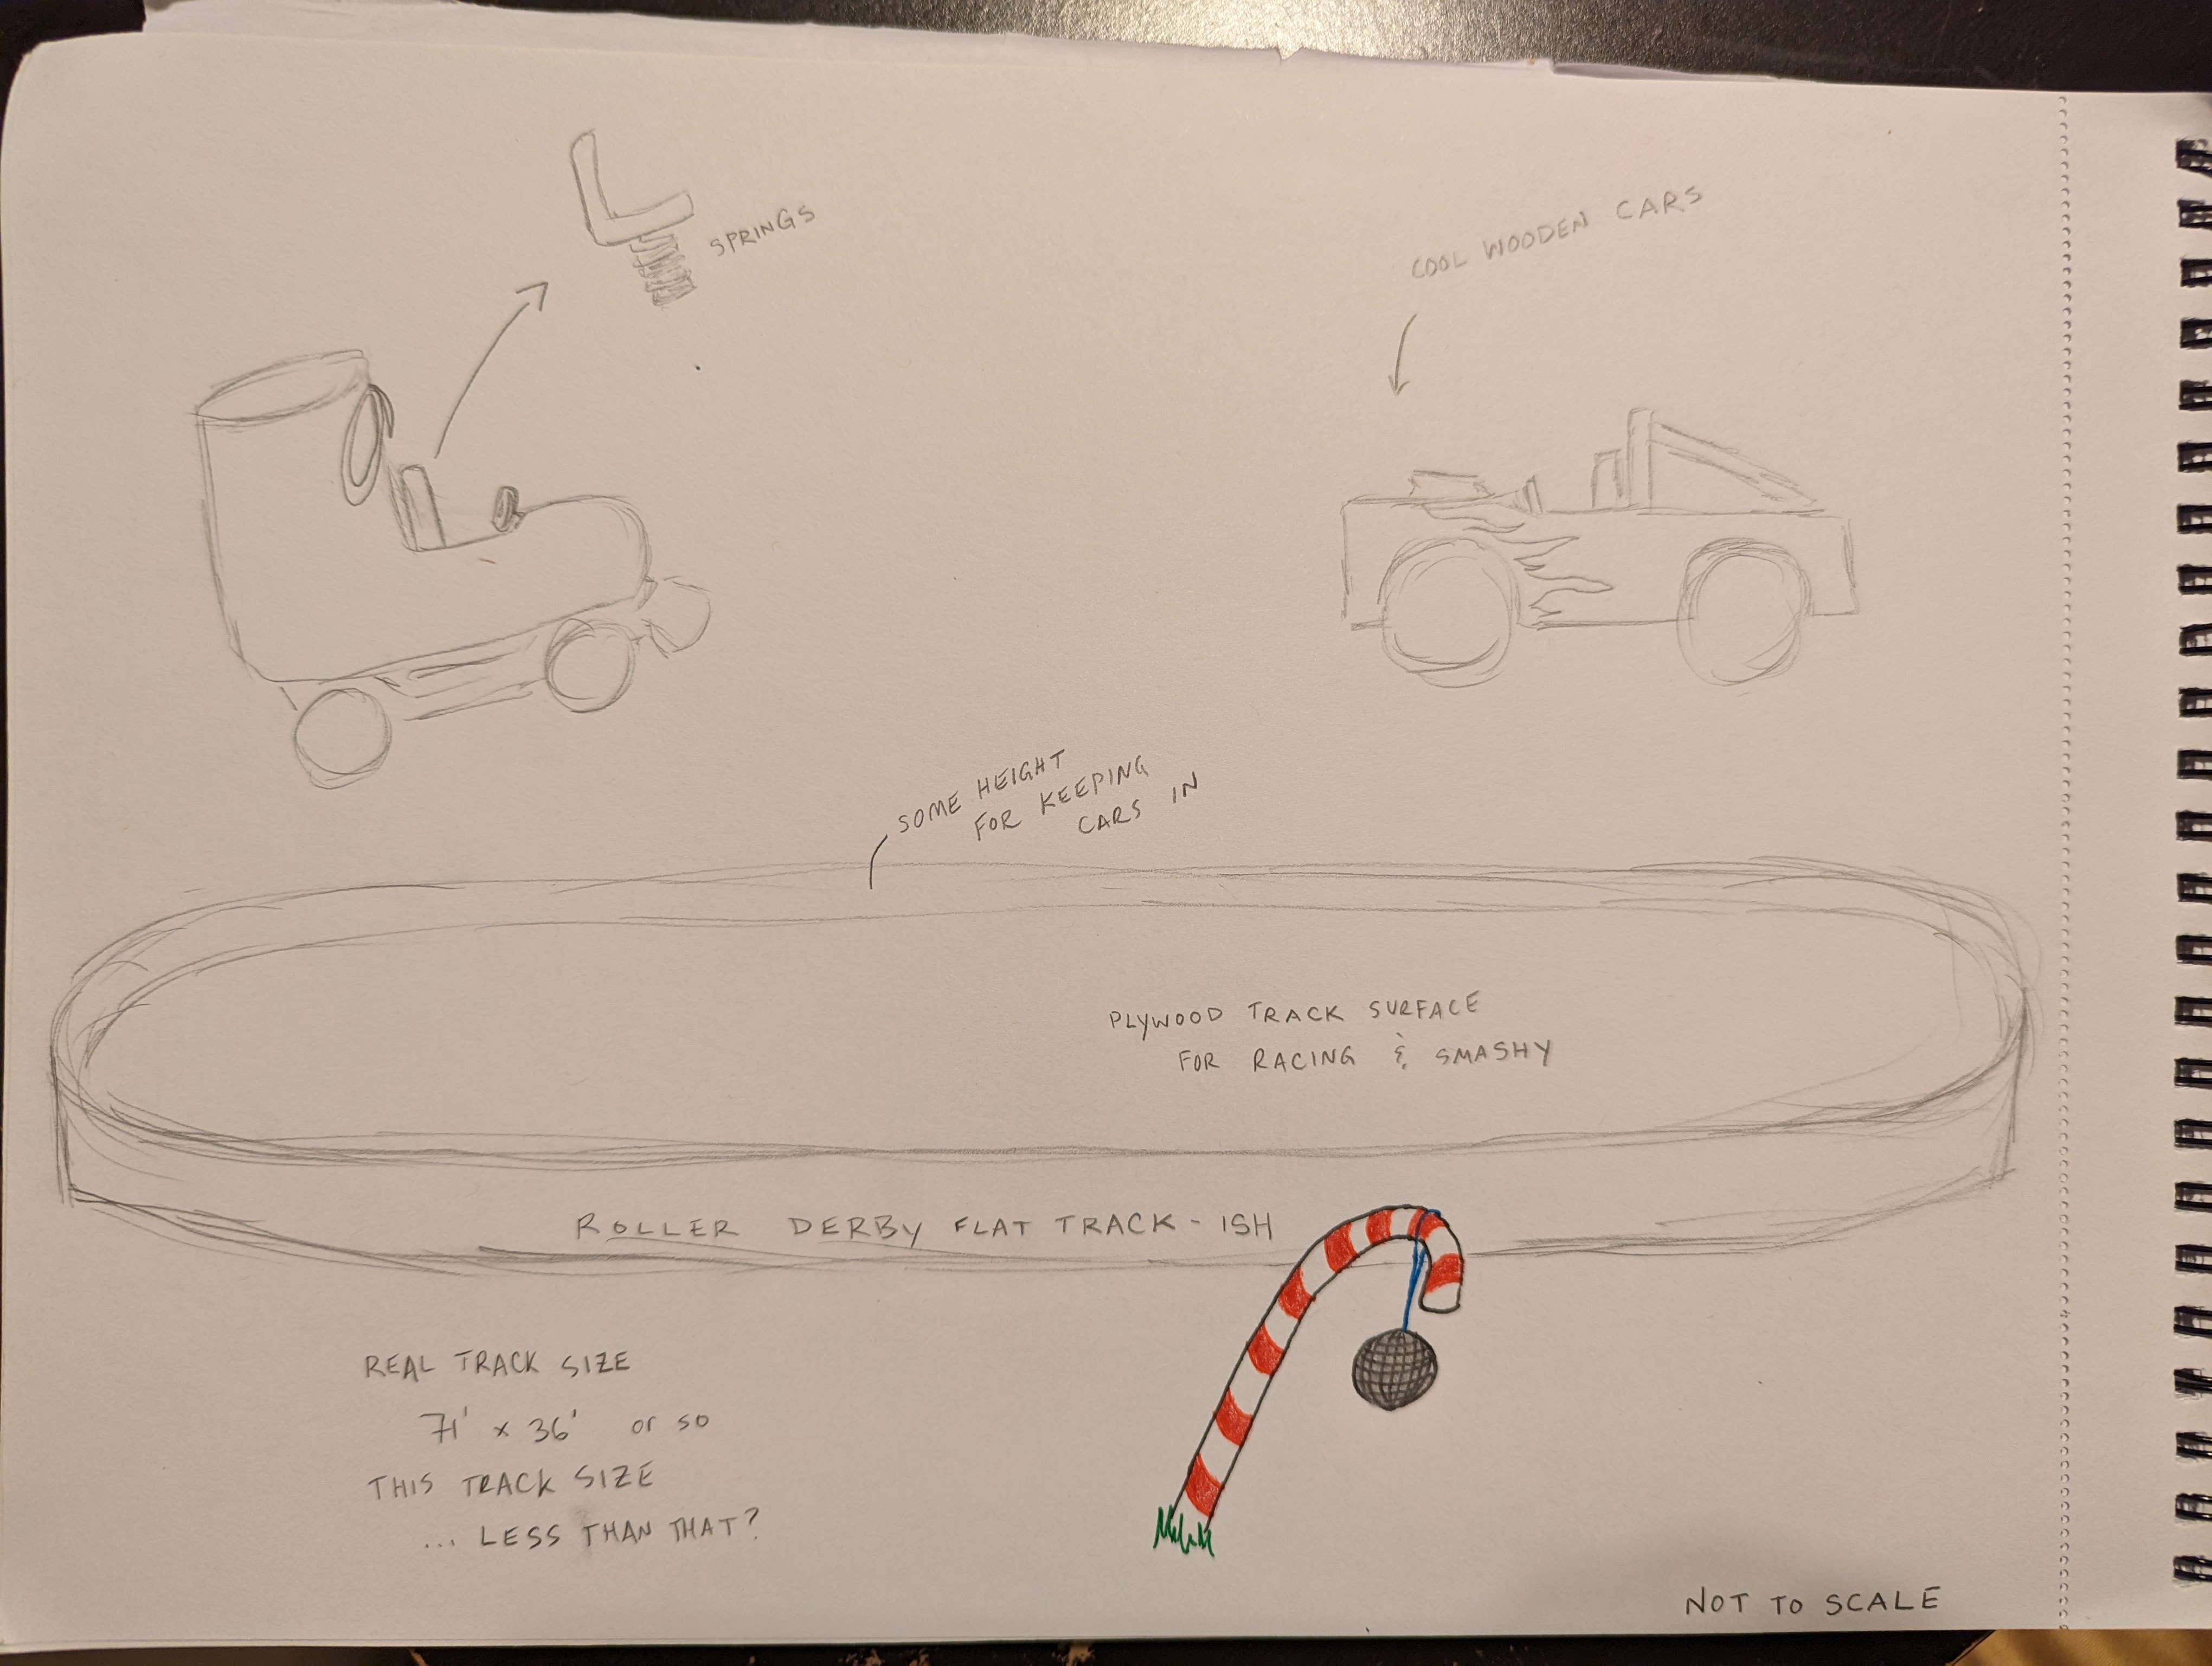 SPRINGS
COOL WOODEN CARS
SOME HEIGHT
FOR KEEPING
CARS IN
PLYWOOD TRACK SURFACE
FOR RACING & SMASHY
ROLLER DERBY FLAT TRACK-ISH
REAL TRACK SIZE
71' x 36' or so
THIS TRACK SIZE
... LESS THAN THAT?
NOT TO SCALE